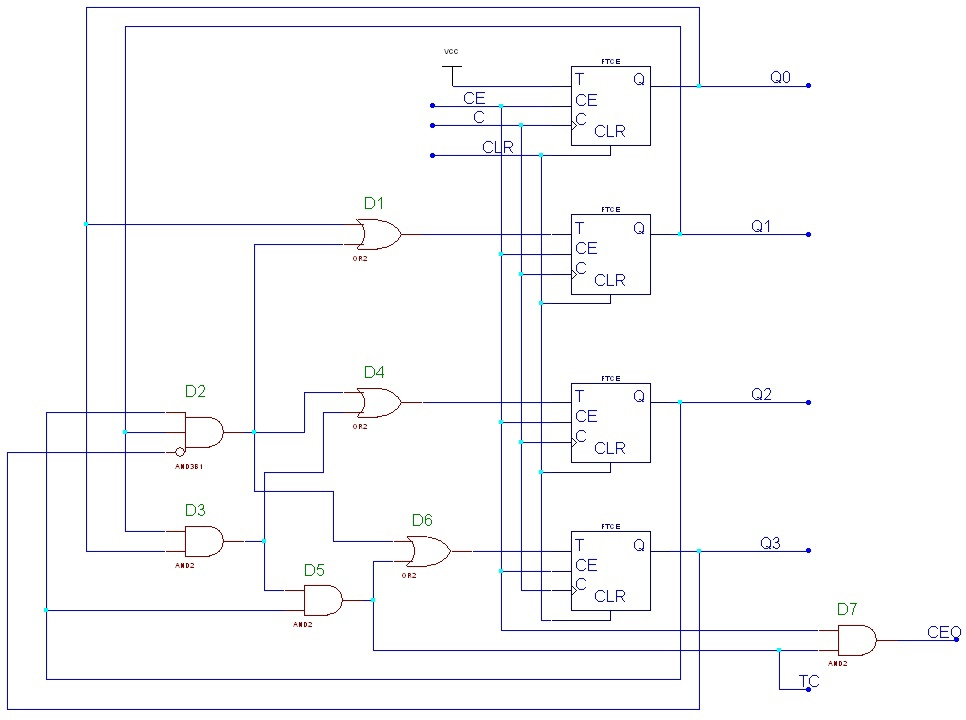 VCC
FTCE
T Q Q0
CE CE
C C
CLR CLR
D1
FTCE
T Q Q1
CE
C
OR2
CLR
D4
D2
FTCE
T Q Q2
CE
OR2
C
CLR
AND3B1
D3
D6
FTCE
T Q Q3
AND2
CE
OR2
D5
C
CLR
D7
AND2
CEO
AND2
TC